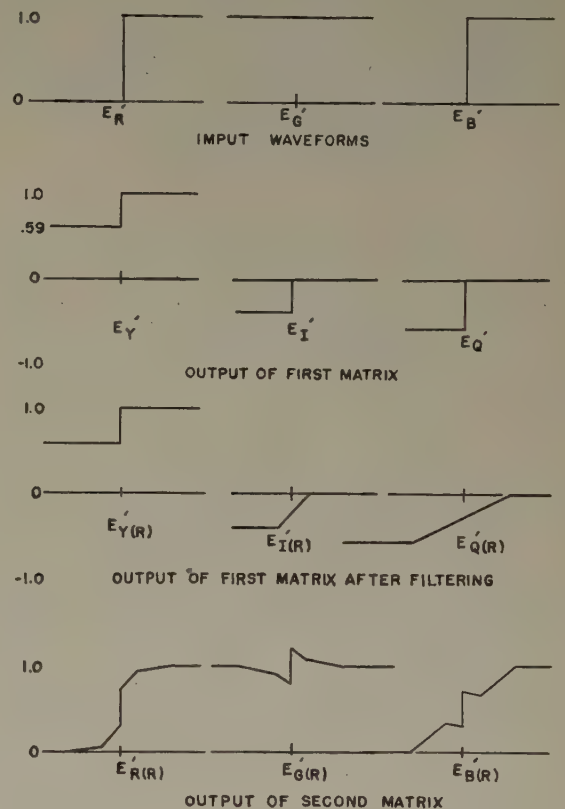 1.0
0
E'R E'G E'B
IMPUT WAVEFORMS
1.0
.59
0
E'Y E'I E'Q
-1.0
OUTPUT OF FIRST MATRIX
1.0
0
E'Y(R) E'I(R) E'Q(R)
-1.0
OUTPUT OF FIRST MATRIX AFTER FILTERING
1.0
0
E'R(R) E'G(R) E'B(R)
OUTPUT OF SECOND MATRIX